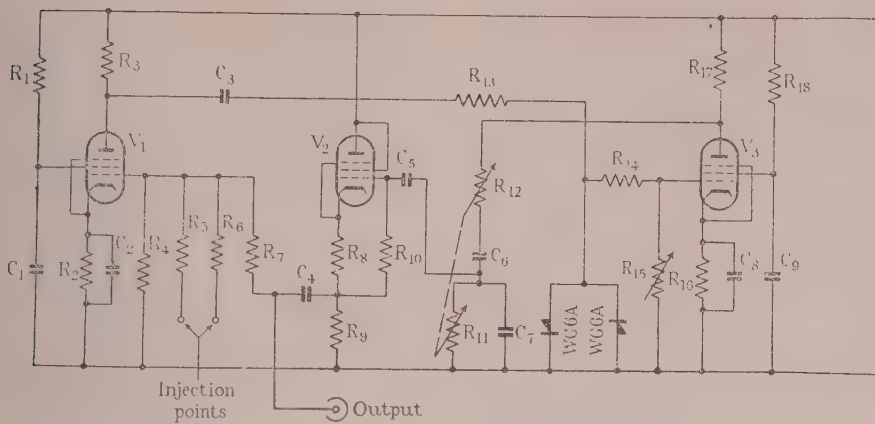 R1
R3
C3
R13
R17
R18
V1
V2
C5
V3
R14
R12
R5
R6
C1
R2
C2
R4
R7
R8
R10
C6
C4
R15
R16
C8
C9
R9
R11
C7
WG6A
WG6A
Injection
points
Output